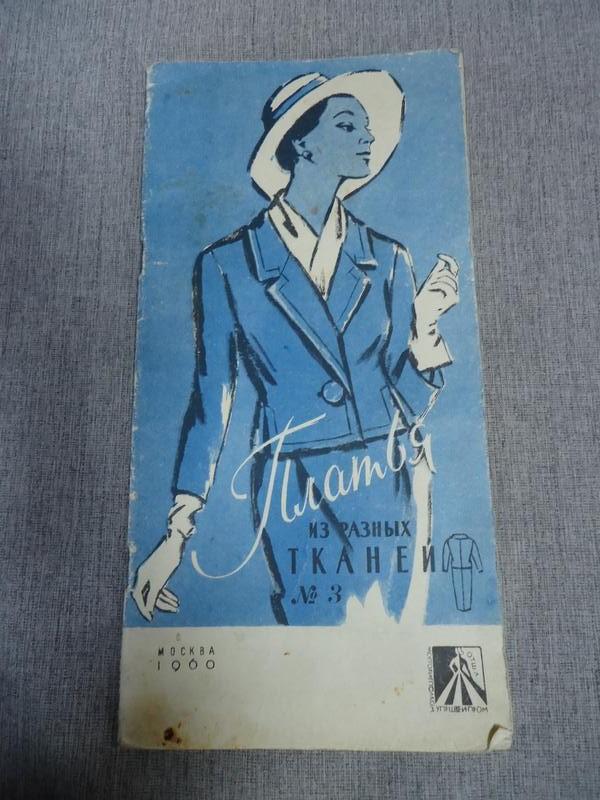 Платья
ИЗ РАЗНЫХ
ТКАНЕЙ
№ 3
МОСКВА
1960